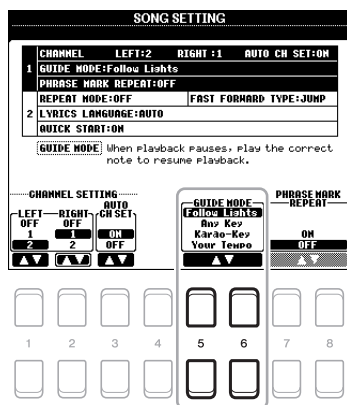 SONG SETTING
CHANNEL LEFT:2 RIGHT :1 AUTO CH SET:ON
1 GUIDE MODE:Follow Lights
PHRASE MARK REPEAT:OFF
REPEAT MODE:OFF FAST FORWARD TYPE:JUMP
2 LYRICS LANGUAGE:AUTO
QUICK START:ON
GUIDE MODE When playback pauses, play the correct
note to resume playback.
CHANNEL SETTING
LEFT RIGHT AUTO CH SET
OFF OFF
1 1 ON
2 2 OFF
GUIDE MODE
Follow Lights
Any Key
Karao-Key
Your Tempo
PHRASE MARK
REPEAT
ON
OFF
1 2 3 4 5 6 7 8